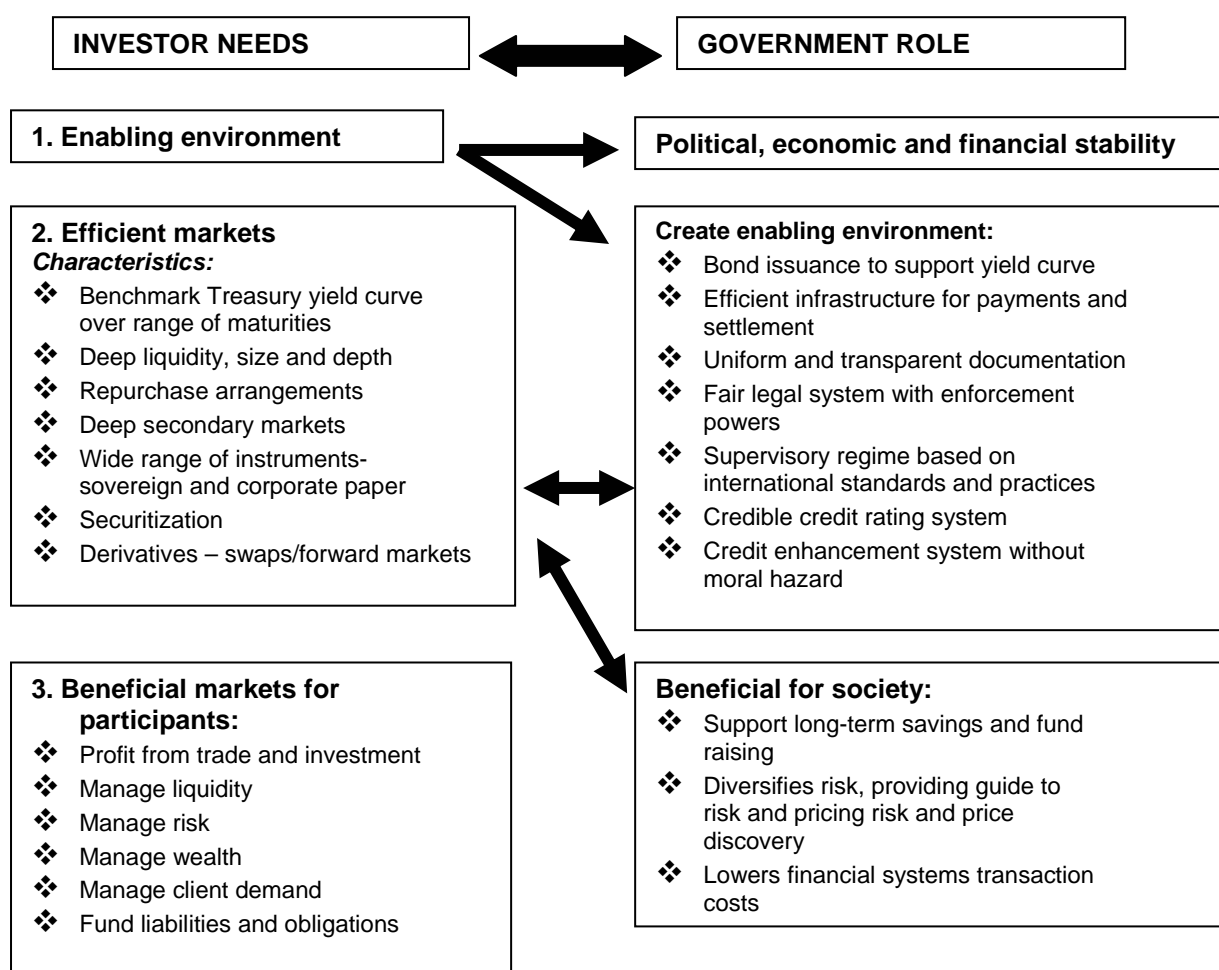 INVESTOR NEEDS
GOVERNMENT ROLE
1. Enabling environment
Political, economic and financial stability
2. Efficient markets
Characteristics:
❖ Benchmark Treasury yield curve
over range of maturities
❖ Deep liquidity, size and depth
❖ Repurchase arrangements
❖ Deep secondary markets
❖ Wide range of instruments-
sovereign and corporate paper
❖ Securitization
❖ Derivatives – swaps/forward markets
Create enabling environment:
❖ Bond issuance to support yield curve
❖ Efficient infrastructure for payments and
settlement
❖ Uniform and transparent documentation
❖ Fair legal system with enforcement
powers
❖ Supervisory regime based on
international standards and practices
❖ Credible credit rating system
❖ Credit enhancement system without
moral hazard
3. Beneficial markets for
participants:
❖ Profit from trade and investment
❖ Manage liquidity
❖ Manage risk
❖ Manage wealth
❖ Manage client demand
❖ Fund liabilities and obligations
Beneficial for society:
❖ Support long-term savings and fund
raising
❖ Diversifies risk, providing guide to
risk and pricing risk and price
discovery
❖ Lowers financial systems transaction
costs